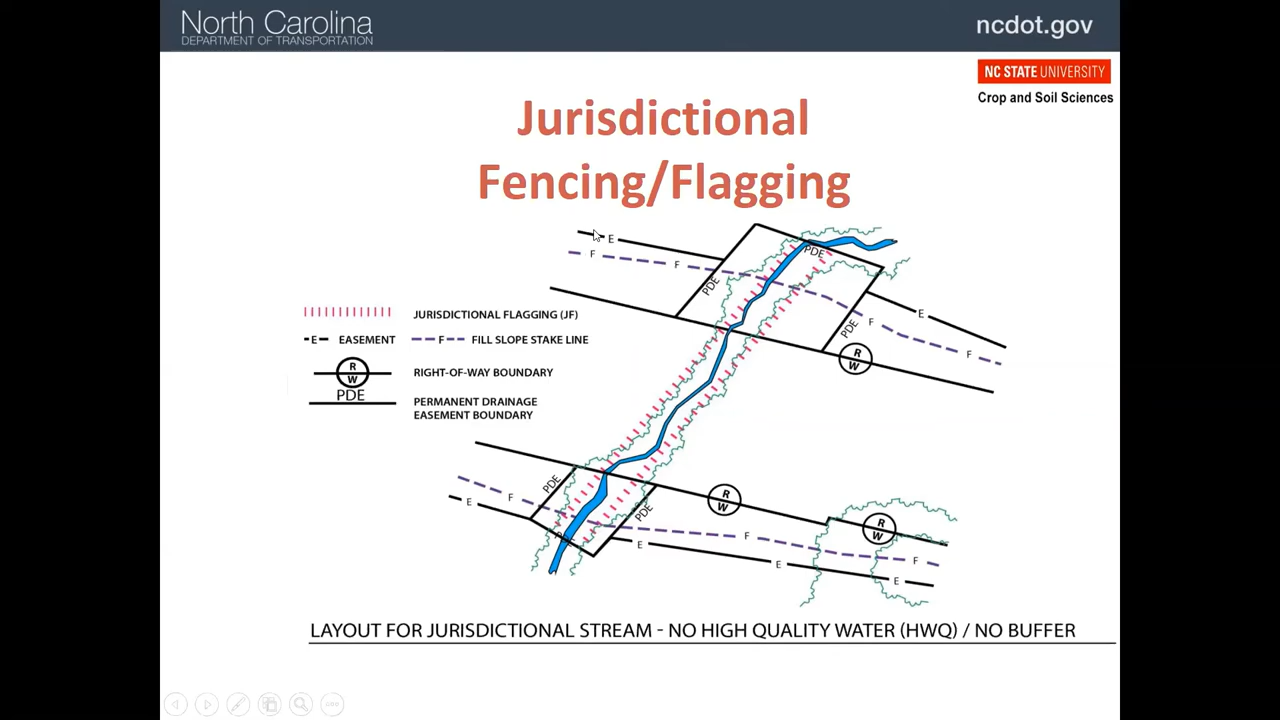 North Carolina
DEPARTMENT OF TRANSPORTATION
ncdot.gov
NC STATE UNIVERSITY
Crop and Soil Sciences
Jurisdictional
Fencing/Flagging
E
F
F
PDE
PDE
PDE
E
F
F
R
W
JURISDICTIONAL FLAGGING (JF)
E EASEMENT
F FILL SLOPE STAKE LINE
R
W
RIGHT-OF-WAY BOUNDARY
PDE
PERMANENT DRAINAGE
EASEMENT BOUNDARY
PDE
PDE
PDE
F
E
R
W
R
W
F
E
E
F
E
LAYOUT FOR JURISDICTIONAL STREAM - NO HIGH QUALITY WATER (HWQ) / NO BUFFER